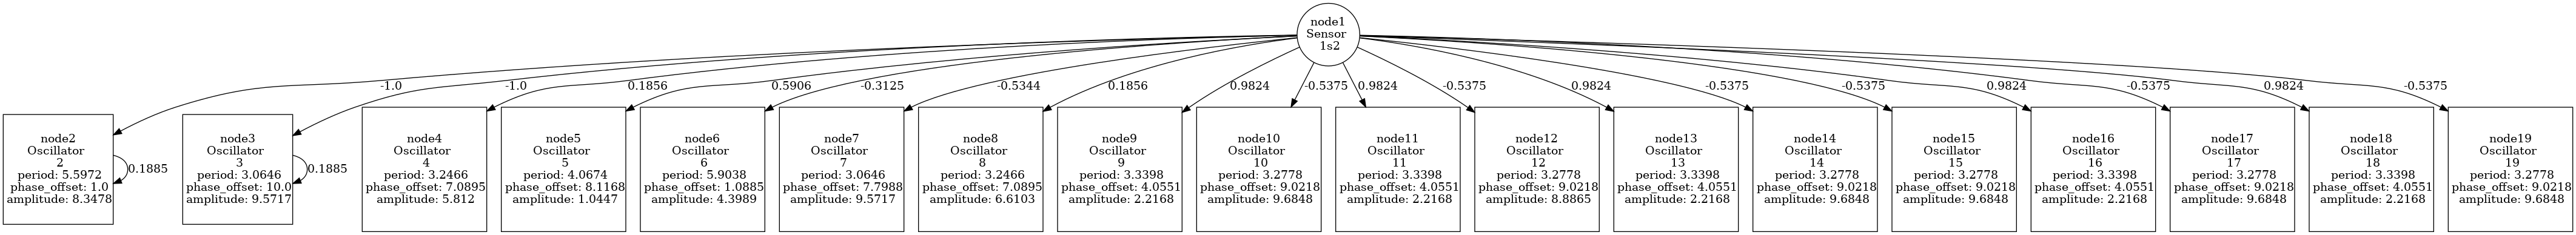 node1
Sensor
1s2
-1.0
-1.0
0.1856
0.5906
-0.3125
-0.5344
0.1856
0.9824
-0.5375
0.9824
-0.5375
0.9824
-0.5375
-0.5375
0.9824
-0.5375
0.9824
-0.5375
node2
Oscillator
2
period: 5.5972
phase_offset: 1.0
amplitude: 8.3478
0.1885
node3
Oscillator
3
period: 3.0646
phase_offset: 10.0
amplitude: 9.5717
0.1885
node4
Oscillator
4
period: 3.2466
phase_offset: 7.0895
amplitude: 5.812
node5
Oscillator
5
period: 4.0674
phase_offset: 8.1168
amplitude: 1.0447
node6
Oscillator
6
period: 5.9038
phase_offset: 1.0885
amplitude: 4.3989
node7
Oscillator
7
period: 3.0646
phase_offset: 7.7988
amplitude: 9.5717
node8
Oscillator
8
period: 3.2466
phase_offset: 7.0895
amplitude: 6.6103
node9
Oscillator
9
period: 3.3398
phase_offset: 4.0551
amplitude: 2.2168
node10
Oscillator
10
period: 3.2778
phase_offset: 9.0218
amplitude: 9.6848
node11
Oscillator
11
period: 3.3398
phase_offset: 4.0551
amplitude: 2.2168
node12
Oscillator
12
period: 3.2778
phase_offset: 9.0218
amplitude: 8.8865
node13
Oscillator
13
period: 3.3398
phase_offset: 4.0551
amplitude: 2.2168
node14
Oscillator
14
period: 3.2778
phase_offset: 9.0218
amplitude: 9.6848
node15
Oscillator
15
period: 3.2778
phase_offset: 9.0218
amplitude: 9.6848
node16
Oscillator
16
period: 3.3398
phase_offset: 4.0551
amplitude: 2.2168
node17
Oscillator
17
period: 3.2778
phase_offset: 9.0218
amplitude: 9.6848
node18
Oscillator
18
period: 3.3398
phase_offset: 4.0551
amplitude: 2.2168
node19
Oscillator
19
period: 3.2778
phase_offset: 9.0218
amplitude: 9.6848